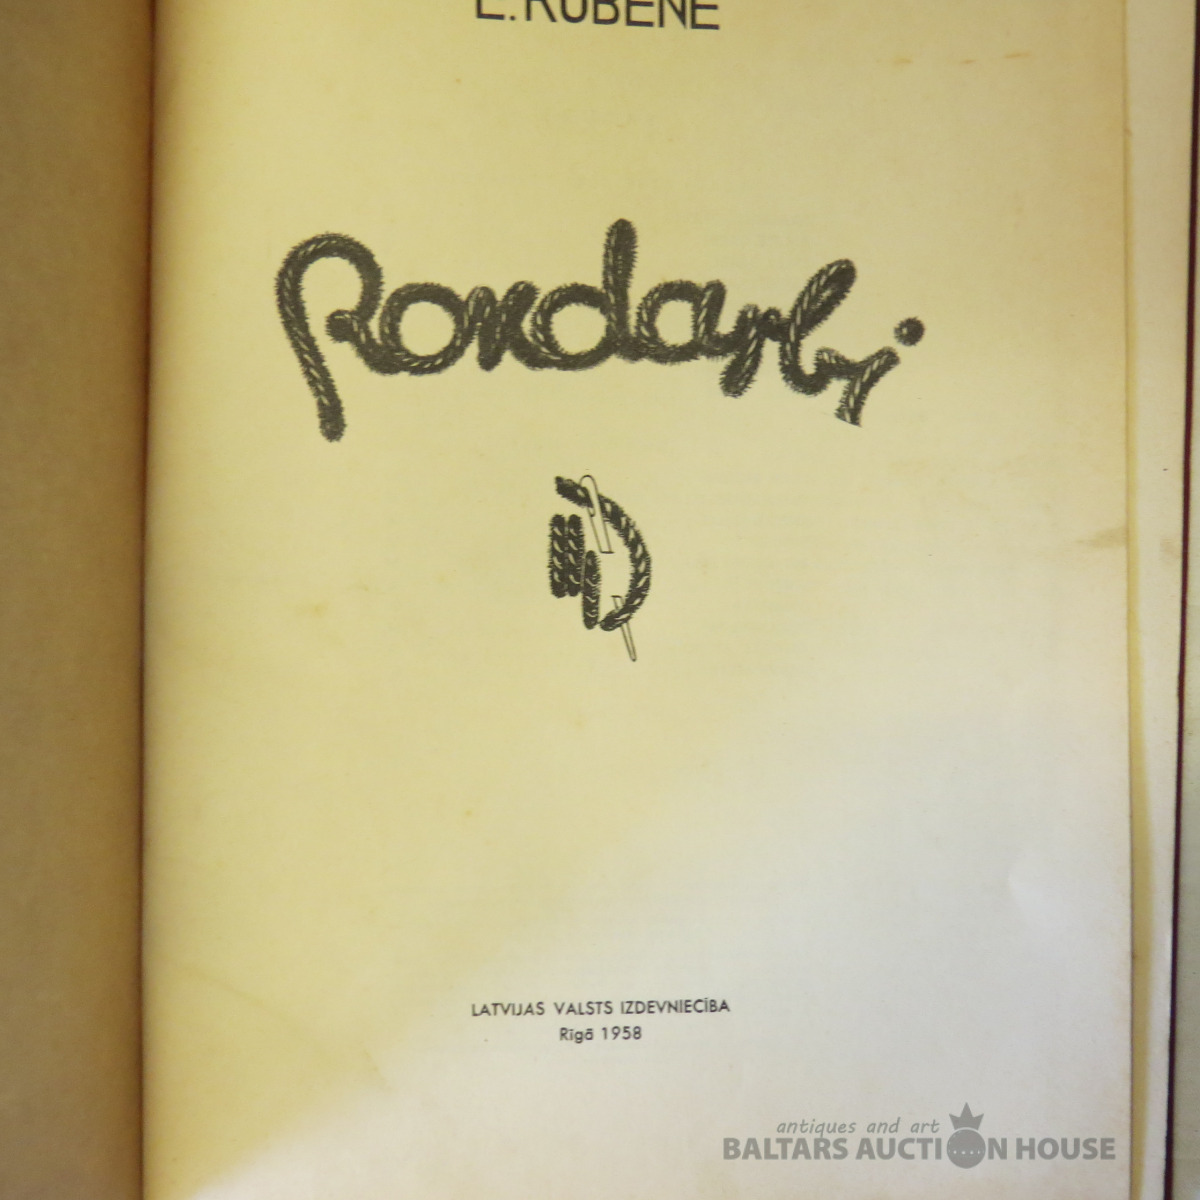 E. RUBENE
Rokdarbi
LATVIJAS VALSTS IZDEVNIECĪBA
Rīgā 1958
antiques and art
BALTARS AUCTION HOUSE